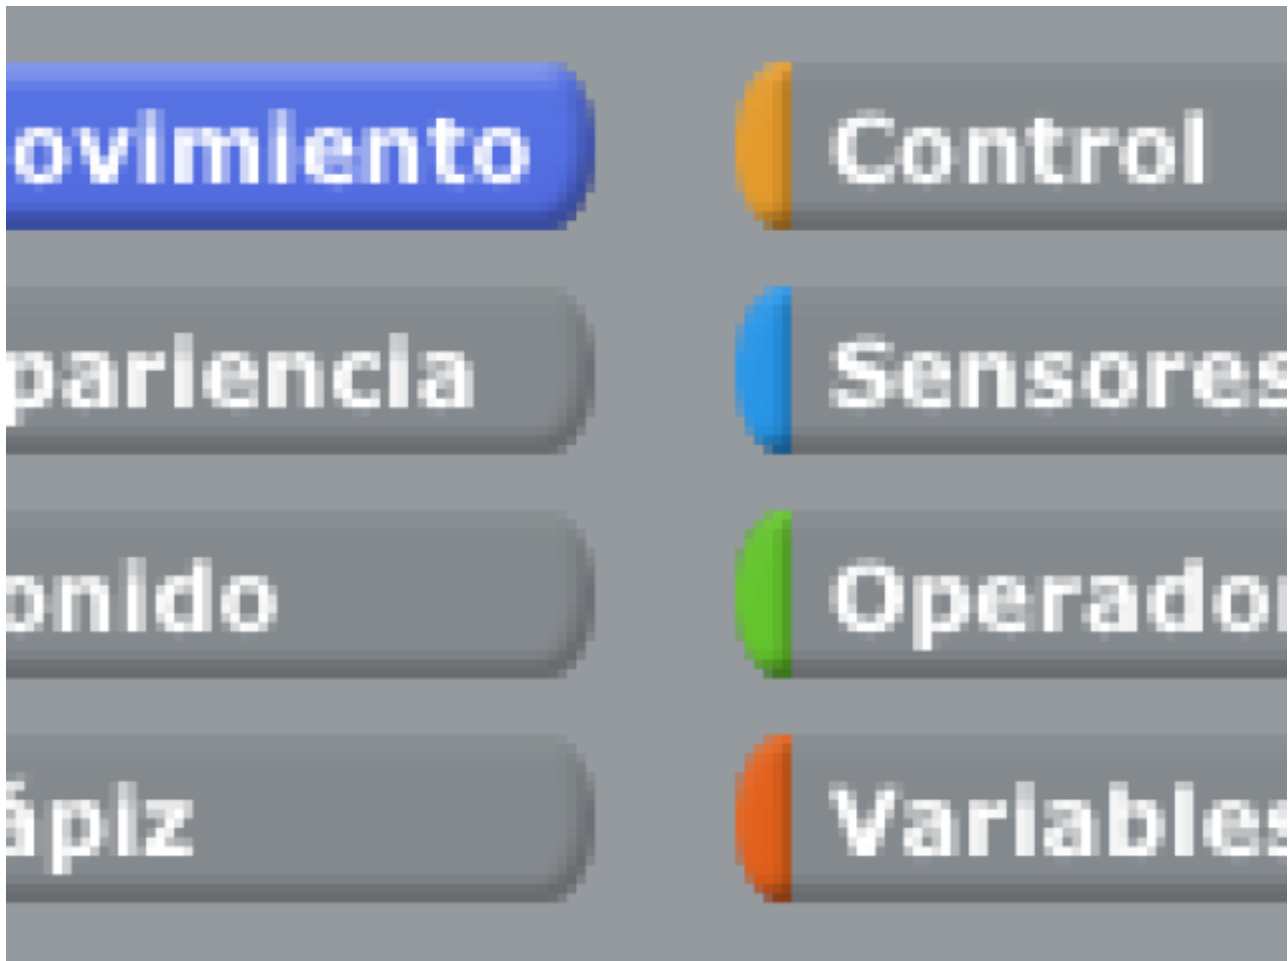 ovimiento Control
pariencia Sensores
onido Operador
ápiz Variables